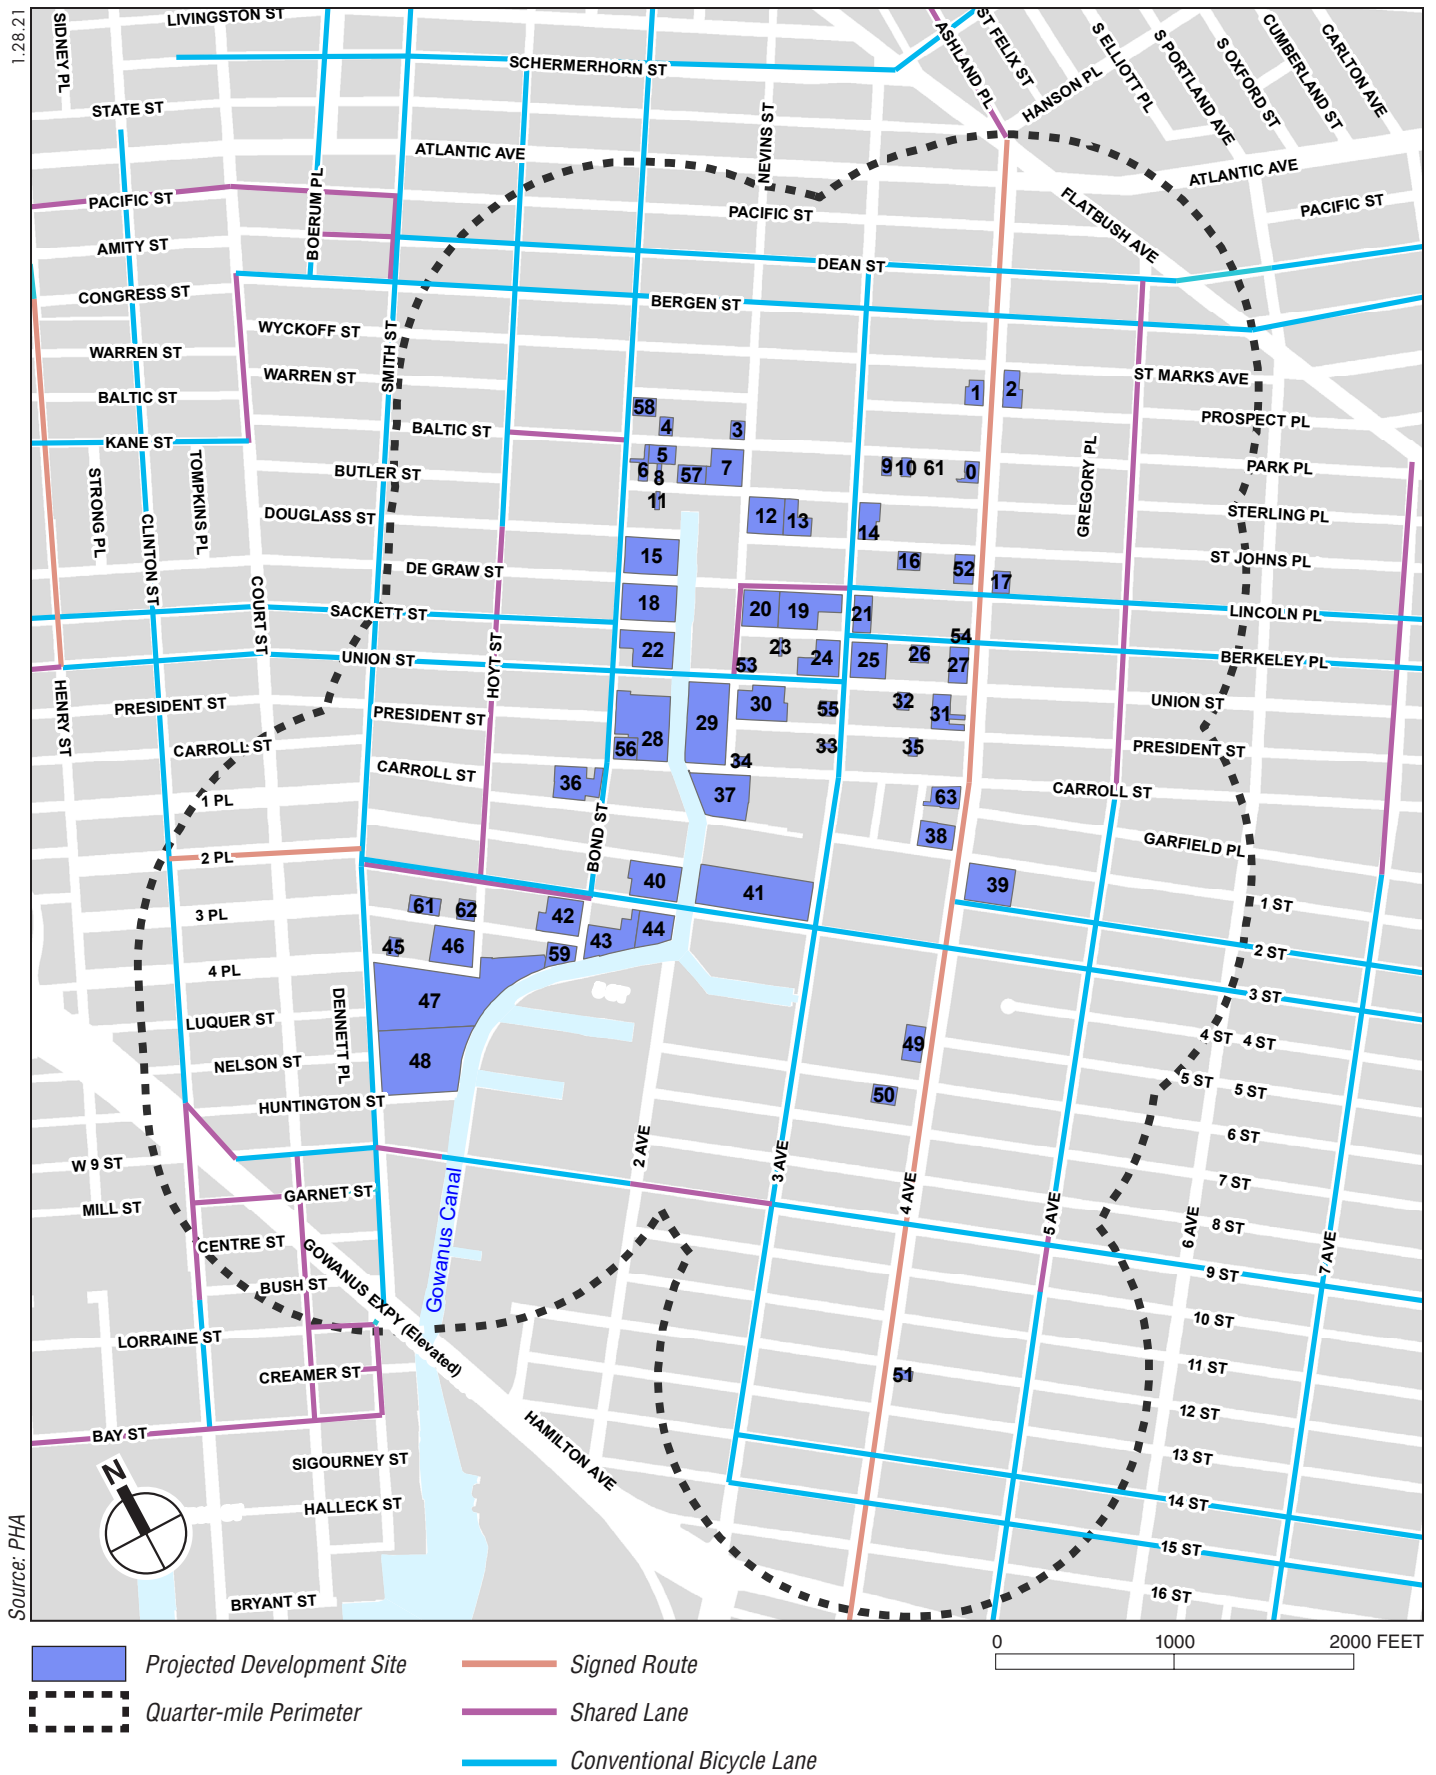 1.28.21
SIDNEY PL
LIVINGSTON ST
SCHERMERHORN ST
ASHLAND PL
ST FELIX ST
HANSON PL
S ELLIOTT PL
S PORTLAND AVE
S OXFORD ST
CUMBERLAND ST
CARLTON AVE
STATE ST
NEVINS ST
ATLANTIC AVE
ATLANTIC AVE
PACIFIC ST
BOERUM PL
PACIFIC ST
FLATBUSH AVE
PACIFIC ST
AMITY ST
DEAN ST
CONGRESS ST
BERGEN ST
WYCKOFF ST
SMITH ST
WARREN ST
WARREN ST
ST MARKS AVE
1
2
BALTIC ST
58
4
3
PROSPECT PL
KANE ST
BALTIC ST
GREGORY PL
STRONG PL
TOMPKINS PL
BUTLER ST
5
6
8
57
7
9
10
61
0
PARK PL
11
DOUGLASS ST
12
13
14
STERLING PL
CLINTON ST
DE GRAW ST
15
16
52
17
ST JOHNS PL
COURT ST
SACKETT ST
18
20
19
21
LINCOLN PL
HOYT ST
UNION ST
22
23
53
24
25
54
26
27
BERKELEY PL
HENRY ST
PRESIDENT ST
PRESIDENT ST
28
29
30
55
32
31
UNION ST
CARROLL ST
56
34
33
35
PRESIDENT ST
CARROLL ST
36
37
63
CARROLL ST
1 PL
BOND ST
38
GARFIELD PL
2 PL
40
41
39
3 PL
61
62
42
43
44
1 ST
45
46
59
2 ST
4 PL
47
3 ST
LUQUER ST
DENNETT PL
49
4 ST
4 ST
NELSON ST
48
50
5 ST
5 ST
HUNTINGTON ST
6 ST
W 9 ST
2 AVE
3 AVE
4 AVE
5 AVE
6 AVE
7 AVE
7 ST
MILL ST
GARNET ST
8 ST
CENTRE ST
GOWANUS EXPY (Elevated)
Gowanus Canal
9 ST
BUSH ST
10 ST
LORRAINE ST
11 ST
CREAMER ST
51
12 ST
BAY ST
HAMILTON AVE
13 ST
SIGOURNEY ST
N
14 ST
HALLECK ST
15 ST
BRYANT ST
16 ST
Source: PHA
0 1000 2000 FEET
Projected Development Site
Quarter-mile Perimeter
Signed Route
Shared Lane
Conventional Bicycle Lane